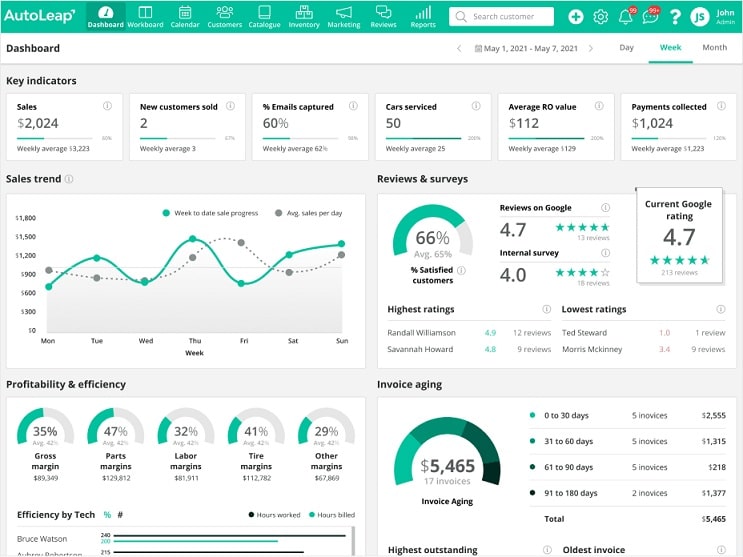 AutoLeap
Dashboard
Workboard
Calendar
Customers
Catalogue
Inventory
Marketing
Reviews
Reports
Search customer
99
99+
?
JS
John
Admin
Dashboard
May 1, 2021 - May 7, 2021
Day
Week
Month
Key indicators
Sales
$2,024
60%
Weekly average $3,223
New customers sold
2
67%
Weekly average 3
% Emails captured
60%
98%
Weekly average 62%
Cars serviced
50
200%
Weekly average 25
Average RO value
$112
200%
Weekly average $129
Payments collected
$1,024
130%
Weekly average $1,223
Sales trend
Week to date sale progress
Avg. sales per day
$1,800
$1,500
$1,200
$900
$600
$300
$0
Mon
Tue
Wed
Thu
Fri
Sat
Sun
Week
Reviews & surveys
66%
Avg. 65%
% Satisfied
customers
Reviews on Google
4.7
13 reviews
Internal survey
4.0
18 reviews
Current Google
rating
4.7
213 reviews
Highest ratings
Randall Williamson 4.9 12 reviews
Savannah Howard 4.8 9 reviews
Lowest ratings
Ted Steward 1.0 1 review
Morris Mckinney 3.4 9 reviews
Profitability & efficiency
35%
Avg. 42%
Gross
margin
$89,349
47%
Avg. 42%
Parts
margins
$129,812
32%
Avg. 42%
Labor
margins
$81,911
41%
Avg. 42%
Tire
margins
$112,782
29%
Avg. 42%
Other
margins
$67,869
Efficiency by Tech % #
Hours worked
Hours billed
Bruce Watson
240
200
Aubrey Robertson
215
Invoice aging
$5,465
17 invoices
Invoice Aging
0 to 30 days 5 inovices $2,555
31 to 60 days 5 inovices $1,315
61 to 90 days 5 inovices $218
91 to 180 days 2 inovices $1,377
Total $5,465
Highest outstanding
Oldest invoice